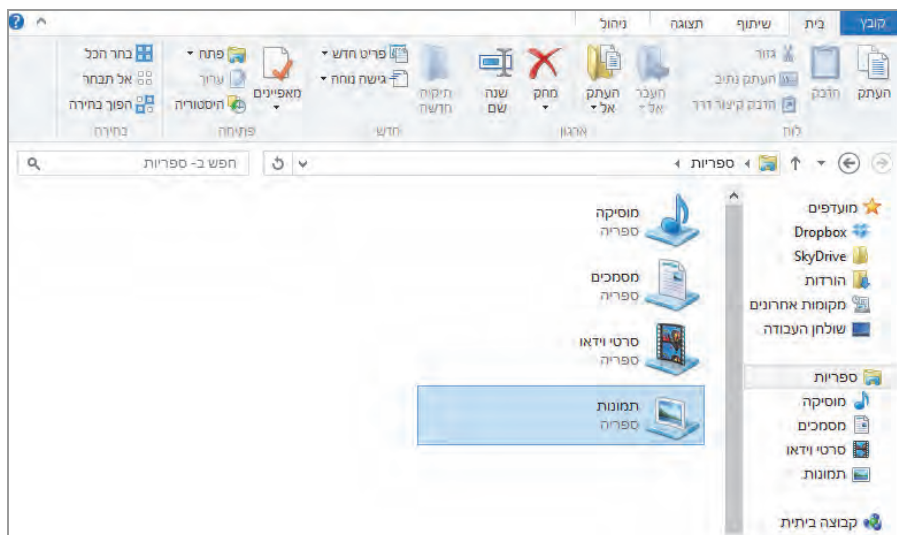 קובץ
בית
שיתוף
תצוגה
ניהול
העתק
הדבק
גזור
העתק נתיב
הדבק קיצור דרך
לוח
העבר אל
העתק אל
מחק
שנה שם
ארגון
תיקיה חדשה
פריט חדש
גישה נוחה
חדש
מאפיינים
פתח
ערוך
היסטוריה
פתיחה
בחר הכל
אל תבחר
הפוך בחירה
בחירה
ספריות
חפש ב- ספריות
מועדפים
Dropbox
SkyDrive
הורדות
מקומות אחרונים
שולחן העבודה
ספריות
מוסיקה
מסמכים
סרטי וידאו
תמונות
קבוצה ביתית
מוסיקה
ספריה
מסמכים
ספריה
סרטי וידאו
ספריה
תמונות
ספריה